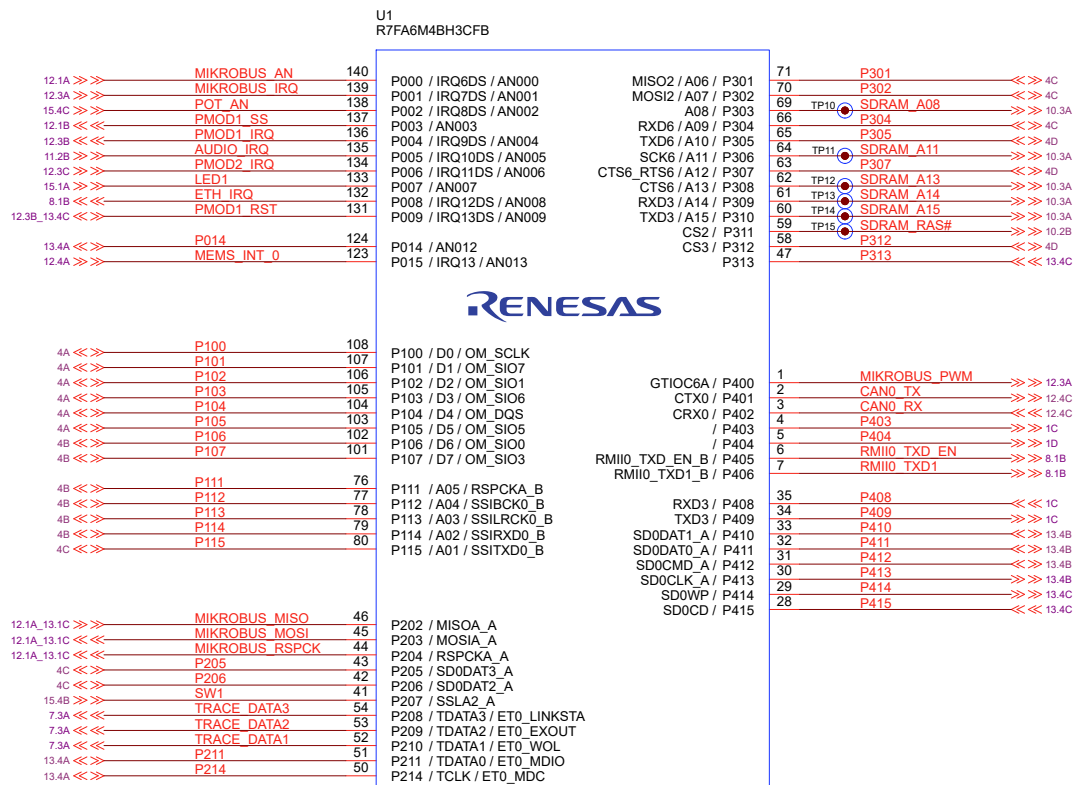 U1
R7FA6M4BH3CFB
12.1A MIKROBUS_AN 140 P000 / IRQ6DS / AN000
12.3A MIKROBUS_IRQ 139 P001 / IRQ7DS / AN001
15.4C POT_AN 138 P002 / IRQ8DS / AN002
12.1B PMOD1_SS 137 P003 / AN003
12.3B PMOD1_IRQ 136 P004 / IRQ9DS / AN004
11.2B AUDIO_IRQ 135 P005 / IRQ10DS / AN005
12.3C PMOD2_IRQ 134 P006 / IRQ11DS / AN006
15.1A LED1 133 P007 / AN007
8.1B ETH_IRQ 132 P008 / IRQ12DS / AN008
12.3B_13.4C PMOD1_RST 131 P009 / IRQ13DS / AN009
13.4A P014 124 P014 / AN012
12.4A MEMS_INT_0 123 P015 / IRQ13 / AN013
MISO2 / A06 / P301 71 P301 4C
MOSI2 / A07 / P302 70 P302 4C
A08 / P303 69 TP10 SDRAM_A08 10.3A
RXD6 / A09 / P304 66 P304 4C
TXD6 / A10 / P305 65 P305 4D
SCK6 / A11 / P306 64 TP11 SDRAM_A11 10.3A
CTS6_RTS6 / A12 / P307 63 P307 4D
CTS6 / A13 / P308 62 TP12 SDRAM_A13 10.3A
RXD3 / A14 / P309 61 TP13 SDRAM_A14 10.3A
TXD3 / A15 / P310 60 TP14 SDRAM_A15 10.3A
CS2 / P311 59 TP15 SDRAM_RAS# 10.2B
CS3 / P312 58 P312 4D
P313 47 P313 13.4C
RENESAS
4A P100 108 P100 / D0 / OM_SCLK
4A P101 107 P101 / D1 / OM_SIO7
4A P102 106 P102 / D2 / OM_SIO1
4A P103 105 P103 / D3 / OM_SIO6
4A P104 104 P104 / D4 / OM_DQS
4A P105 103 P105 / D5 / OM_SIO5
4B P106 102 P106 / D6 / OM_SIO0
4B P107 101 P107 / D7 / OM_SIO3
4B P111 76 P111 / A05 / RSPCKA_B
4B P112 77 P112 / A04 / SSIBCK0_B
4B P113 78 P113 / A03 / SSILRCK0_B
4B P114 79 P114 / A02 / SSIRXD0_B
4C P115 80 P115 / A01 / SSITXD0_B
GTIOC6A / P400 1 MIKROBUS_PWM 12.3A
CTX0 / P401 2 CAN0_TX 12.4C
CRX0 / P402 3 CAN0_RX 12.4C
/ P403 4 P403 1C
/ P404 5 P404 1D
RMII0_TXD_EN_B / P405 6 RMII0_TXD_EN 8.1B
RMII0_TXD1_B / P406 7 RMII0_TXD1 8.1B
RXD3 / P408 35 P408 1C
TXD3 / P409 34 P409 1C
SD0DAT1_A / P410 33 P410 13.4B
SD0DAT0_A / P411 32 P411 13.4B
SD0CMD_A / P412 31 P412 13.4B
SD0CLK_A / P413 30 P413 13.4B
SD0WP / P414 29 P414 13.4C
SD0CD / P415 28 P415 13.4C
12.1A_13.1C MIKROBUS_MISO 46 P202 / MISOA_A
12.1A_13.1C MIKROBUS_MOSI 45 P203 / MOSIA_A
12.1A_13.1C MIKROBUS_RSPCK 44 P204 / RSPCKA_A
4C P205 43 P205 / SD0DAT3_A
4C P206 42 P206 / SD0DAT2_A
15.4B SW1 41 P207 / SSLA2_A
7.3A TRACE_DATA3 54 P208 / TDATA3 / ET0_LINKSTA
7.3A TRACE_DATA2 53 P209 / TDATA2 / ET0_EXOUT
7.3A TRACE_DATA1 52 P210 / TDATA1 / ET0_WOL
13.4A P211 51 P211 / TDATA0 / ET0_MDIO
13.4A P214 50 P214 / TCLK / ET0_MDC